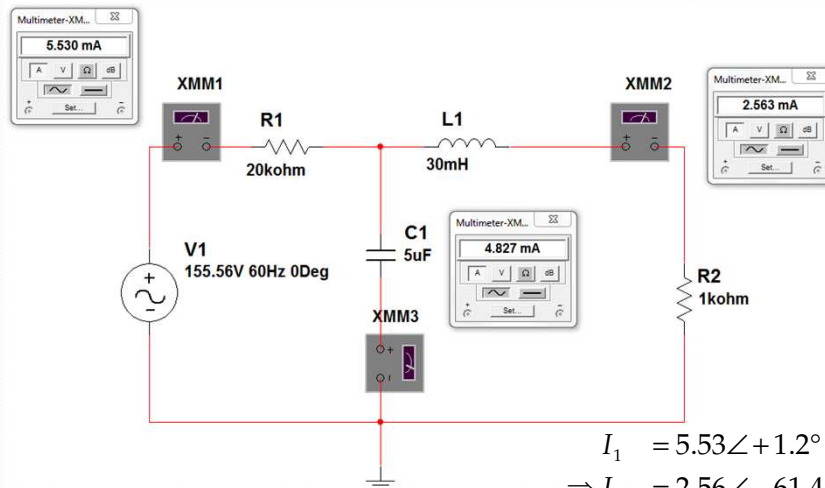 Multimeter-XM...
5.530 mA
A V Ω dB
+ Set... -
XMM1
+ -
R1
20kohm
L1
30mH
XMM2
+ -
Multimeter-XM...
2.563 mA
A V Ω dB
+ Set... -
V1
155.56V 60Hz 0Deg
+
-
C1
5uF
Multimeter-XM...
4.827 mA
A V Ω dB
+ Set... -
XMM3
+
R2
1kohm
I₁ = 5.53∠+1.2°